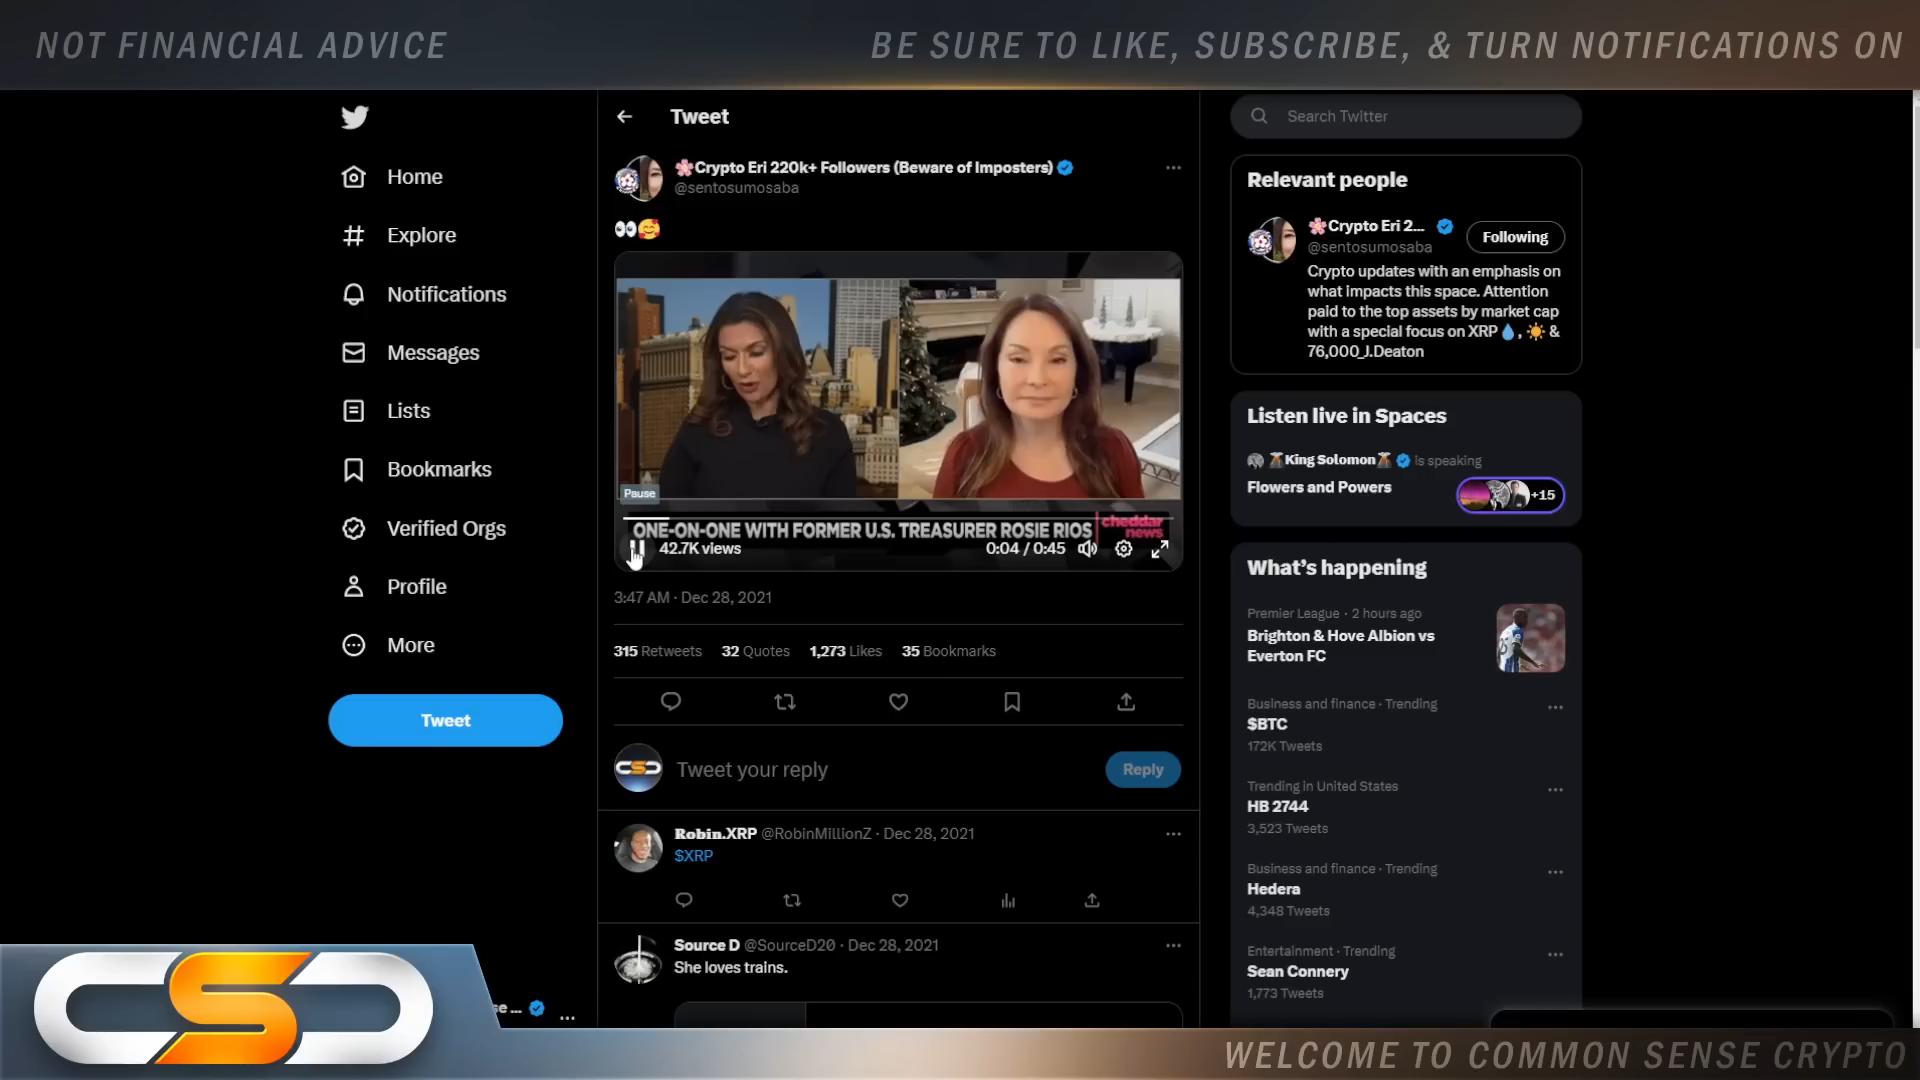 NOT FINANCIAL ADVICE
BE SURE TO LIKE, SUBSCRIBE, & TURN NOTIFICATIONS ON
Home
Explore
Notifications
Messages
Lists
Bookmarks
Verified Orgs
Profile
More
Tweet
se ...
Tweet
🌸Crypto Eri 220k+ Followers (Beware of Imposters)
@sentosumosaba
👀🥰
Pause
ONE-ON-ONE WITH FORMER U.S. TREASURER ROSIE RIOS
cheddar
news
42.7K views
0:04 / 0:45
3:47 AM · Dec 28, 2021
315 Retweets 32 Quotes 1,273 Likes 35 Bookmarks
CSC
Tweet your reply
Reply
Robin.XRP @RobinMillionZ · Dec 28, 2021
$XRP
Source D @SourceD20 · Dec 28, 2021
She loves trains.
Search Twitter
Relevant people
🌸Crypto Eri 2...
@sentosumosaba
Following
Crypto updates with an emphasis on
what impacts this space. Attention
paid to the top assets by market cap
with a special focus on XRP💧, ☀️ &
76,000_J.Deaton
Listen live in Spaces
King Solomon is speaking
Flowers and Powers
+15
What's happening
Premier League · 2 hours ago
Brighton & Hove Albion vs
Everton FC
Business and finance · Trending
$BTC
172K Tweets
Trending in United States
HB 2744
3,523 Tweets
Business and finance · Trending
Hedera
4,348 Tweets
Entertainment · Trending
Sean Connery
1,773 Tweets
CSC
WELCOME TO COMMON SENSE CRYPTO